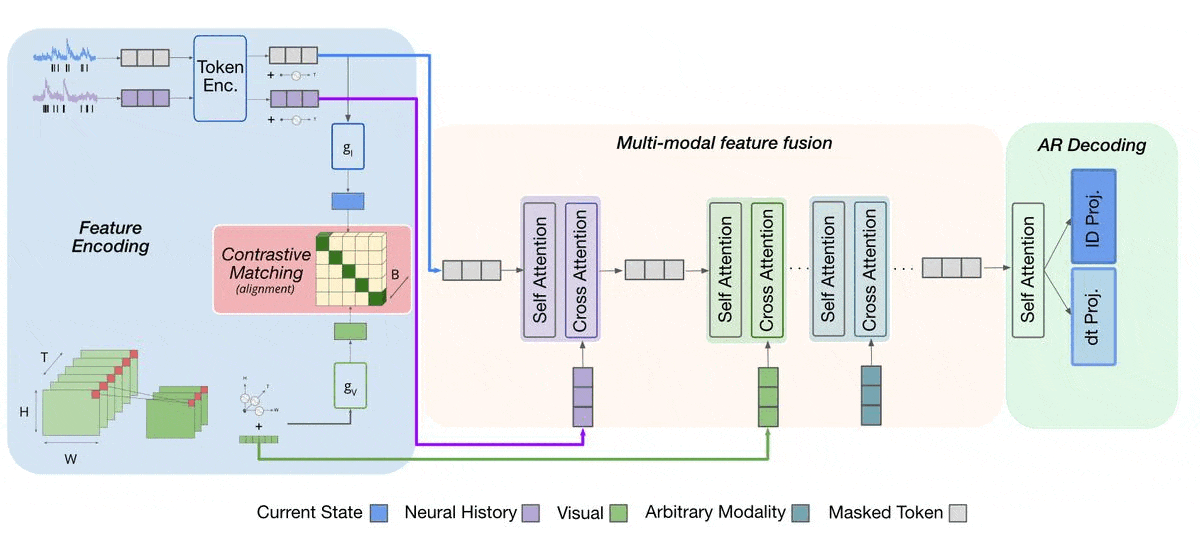 Token
Enc.
+
T
+
T
gI
Feature
Encoding
Contrastive
Matching
(alignment)
B
T
H
W
H
T
W
+
gV
Multi-modal feature fusion
Self Attention
Cross Attention
Self Attention
Cross Attention
Self Attention
Cross Attention
AR Decoding
Self Attention
ID Proj.
dt Proj.
Current State
Neural History
Visual
Arbitrary Modality
Masked Token